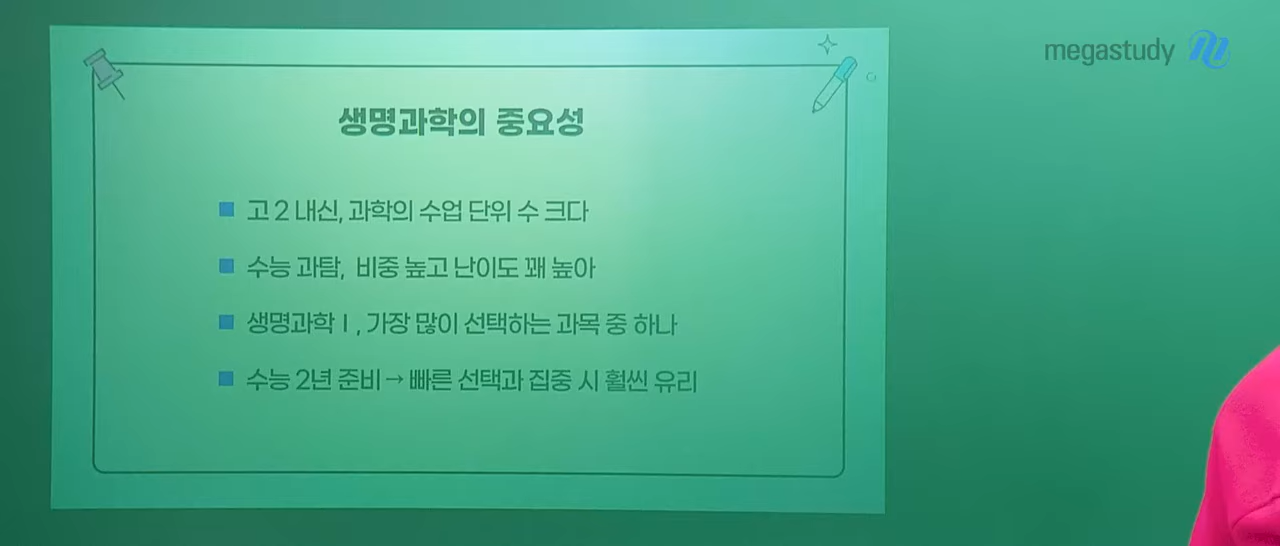 megastudy
생명과학의 중요성
고 2 내신, 과학의 수업 단위 수 크다
수능 과탐, 비중 높고 난이도 꽤 높아
생명과학Ⅰ, 가장 많이 선택하는 과목 중 하나
수능 2년 준비 → 빠른 선택과 집중 시 훨씬 유리